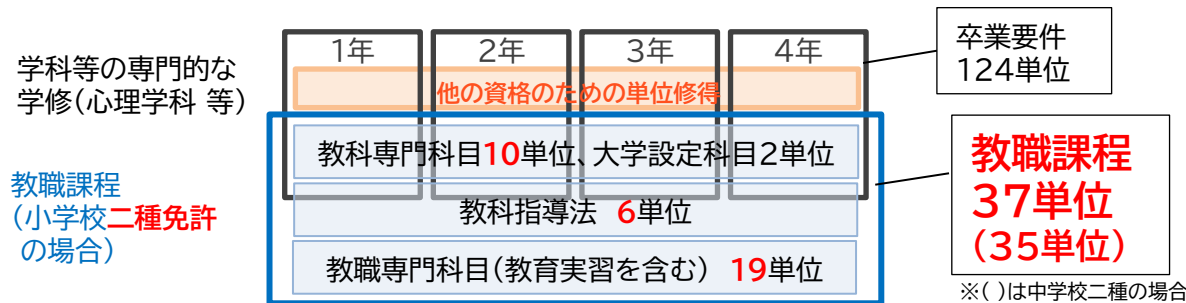 1年
2年
3年
4年
卒業要件
124単位
学科等の専門的な
学修(心理学科 等)
他の資格のための単位修得
教科専門科目10単位、大学設定科目2単位
教職課程
(小学校二種免許
の場合)
教科指導法 6単位
教職専門科目(教育実習を含む) 19単位
教職課程
37単位
(35単位)
※( )は中学校二種の場合